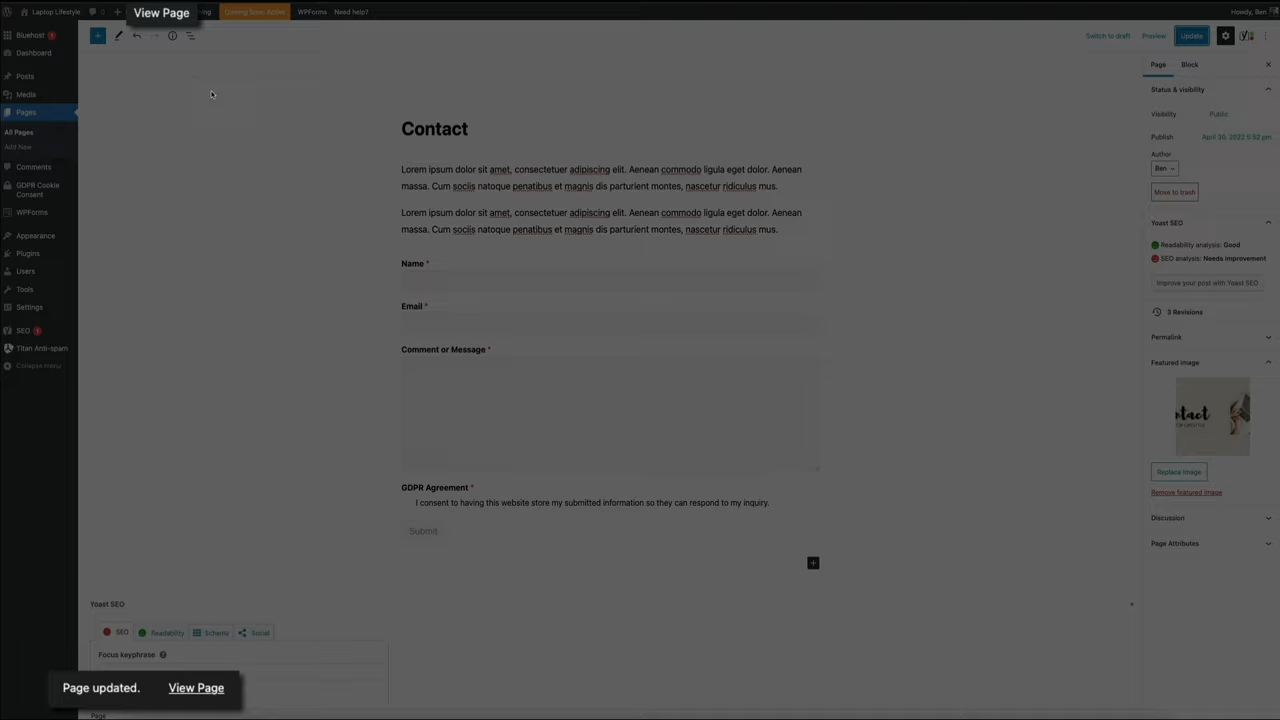 Laptop Lifestyle
0
View Page
Coming Soon Active
WPForms
Need help?
Howdy, Ben
Bluehost 1
Dashboard
Posts
Media
Pages
All Pages
Add New
Comments
GDPR Cookie
Consent
WPForms
Appearance
Plugins
Users
Tools
Settings
SEO 1
Titan Anti-spam
Collapse menu
Switch to draft
Preview
Update
Contact
Lorem ipsum dolor sit amet, consectetuer adipiscing elit. Aenean commodo ligula eget dolor. Aenean
massa. Cum sociis natoque penatibus et magnis dis parturient montes, nascetur ridiculus mus.
Lorem ipsum dolor sit amet, consectetuer adipiscing elit. Aenean commodo ligula eget dolor. Aenean
massa. Cum sociis natoque penatibus et magnis dis parturient montes, nascetur ridiculus mus.
Name *
Email *
Comment or Message *
GDPR Agreement *
I consent to having this website store my submitted information so they can respond to my inquiry.
Submit
Yoast SEO
SEO
Readability
Schema
Social
Focus keyphrase
Page updated. View Page
Page
Page
Block
Status & visibility
Visibility Public
Publish April 30, 2022 5:52 pm
Author
Ben
Move to trash
Yoast SEO
Readability analysis: Good
SEO analysis: Needs improvement
Improve your post with Yoast SEO
3 Revisions
Permalink
Featured image
ntact
Replace Image
Remove featured image
Discussion
Page Attributes